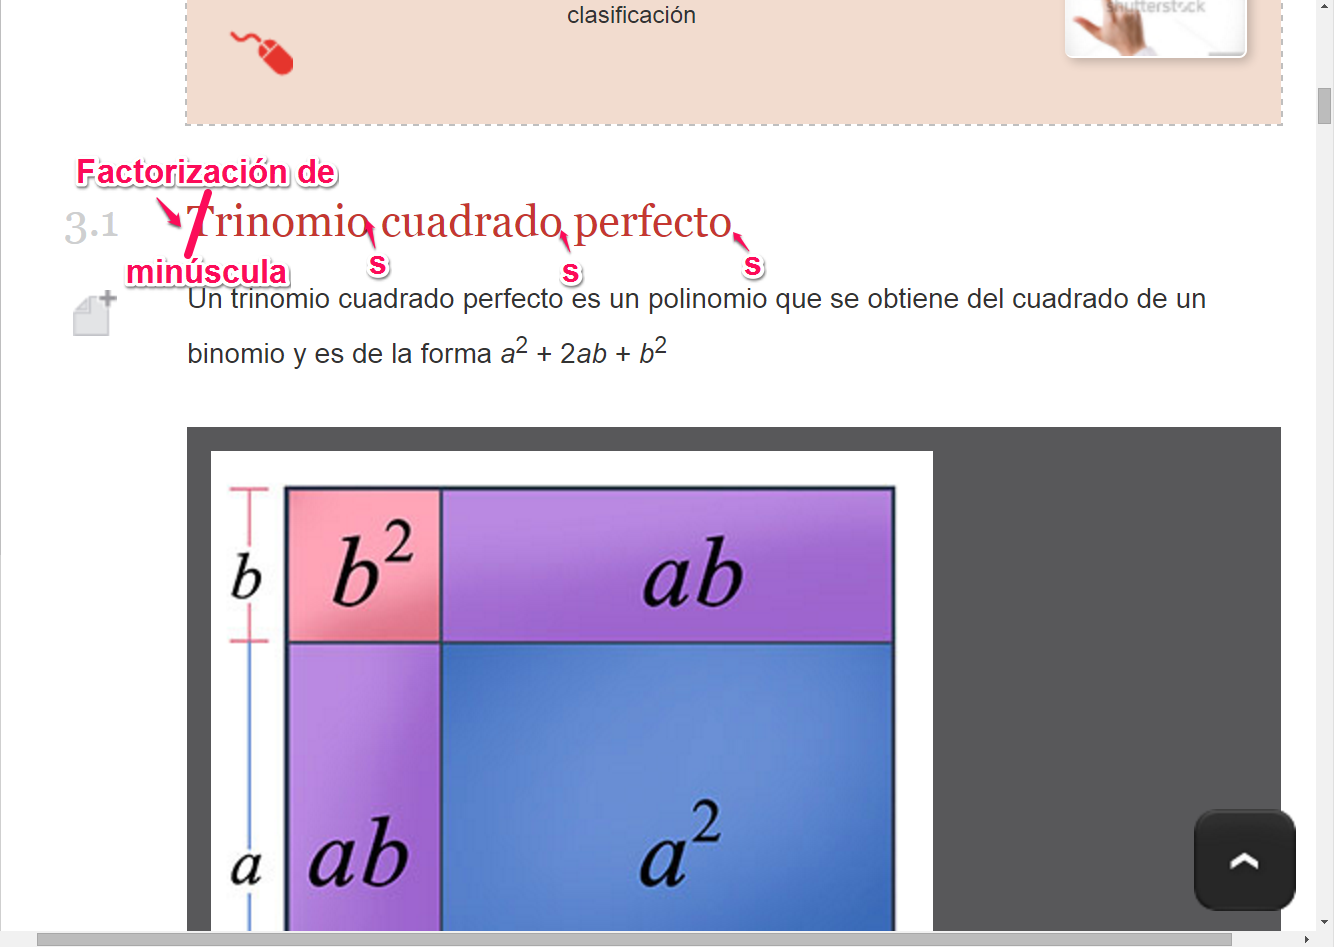 clasificación
shutterstock
Factorización de
3.1 Trinomio cuadrado perfecto
minúscula s s s
Un trinomio cuadrado perfecto es un polinomio que se obtiene del cuadrado de un
binomio y es de la forma a² + 2ab + b²
b b² ab
a ab a²